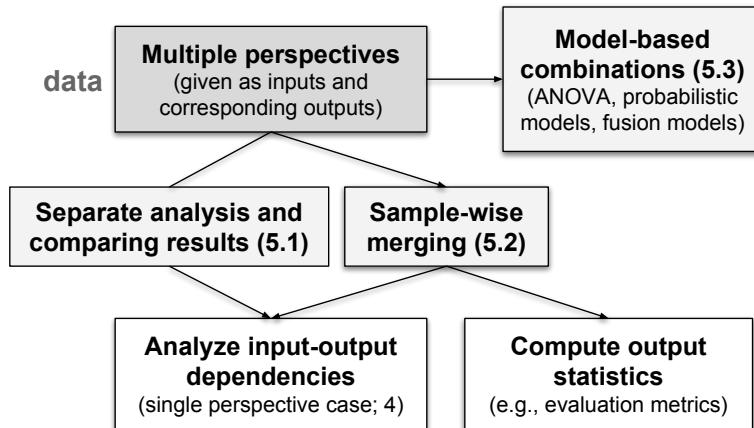 data
Multiple perspectives
(given as inputs and
corresponding outputs)
Model-based
combinations (5.3)
(ANOVA, probabilistic
models, fusion models)
Separate analysis and
comparing results (5.1)
Sample-wise
merging (5.2)
Analyze input-output
dependencies
(single perspective case; 4)
Compute output
statistics
(e.g., evaluation metrics)